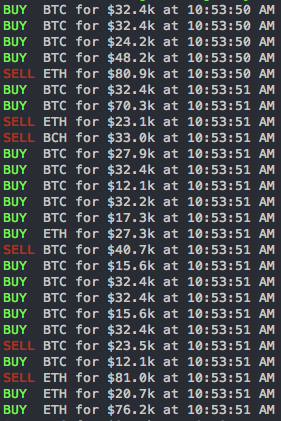 BUY BTC for $32.4k at 10:53:50 AM
BUY BTC for $32.4k at 10:53:50 AM
BUY BTC for $24.2k at 10:53:50 AM
BUY BTC for $48.2k at 10:53:50 AM
SELL ETH for $80.9k at 10:53:50 AM
BUY BTC for $32.4k at 10:53:51 AM
BUY BTC for $70.3k at 10:53:51 AM
SELL ETH for $23.1k at 10:53:51 AM
SELL BCH for $33.0k at 10:53:51 AM
BUY BTC for $27.9k at 10:53:51 AM
BUY BTC for $32.4k at 10:53:51 AM
BUY BTC for $12.1k at 10:53:51 AM
BUY BTC for $32.2k at 10:53:51 AM
BUY BTC for $17.3k at 10:53:51 AM
BUY ETH for $27.3k at 10:53:51 AM
SELL BTC for $40.7k at 10:53:51 AM
BUY BTC for $15.6k at 10:53:51 AM
BUY BTC for $32.4k at 10:53:51 AM
BUY BTC for $32.4k at 10:53:51 AM
BUY BTC for $15.6k at 10:53:51 AM
BUY BTC for $32.4k at 10:53:51 AM
SELL BTC for $23.5k at 10:53:51 AM
BUY BTC for $12.1k at 10:53:51 AM
SELL ETH for $81.0k at 10:53:51 AM
BUY ETH for $20.7k at 10:53:51 AM
BUY ETH for $76.2k at 10:53:51 AM